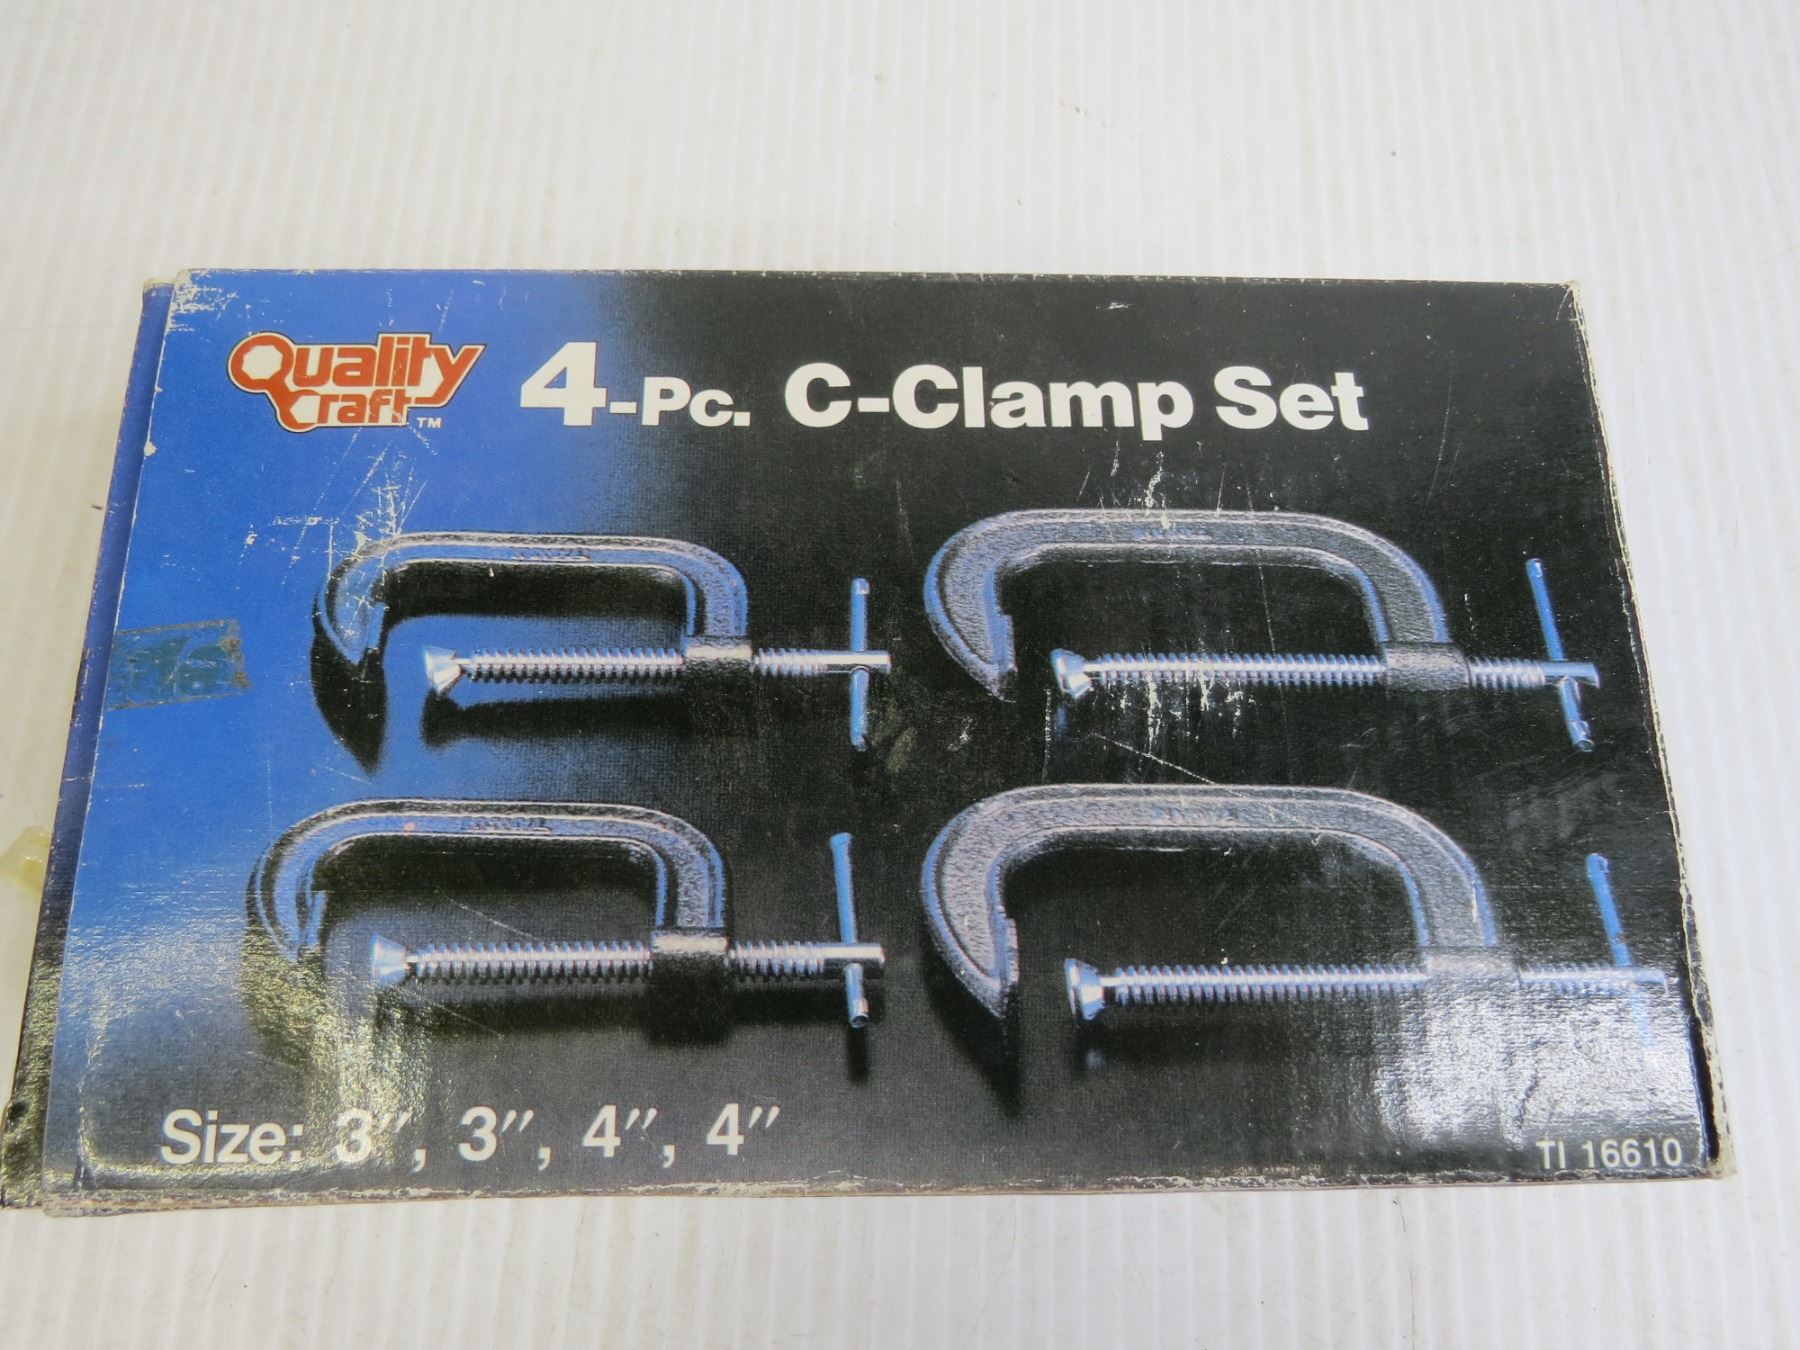 Quality
Craft™
4-Pc. C-Clamp Set
Size: 3", 3", 4", 4"
TI 16610